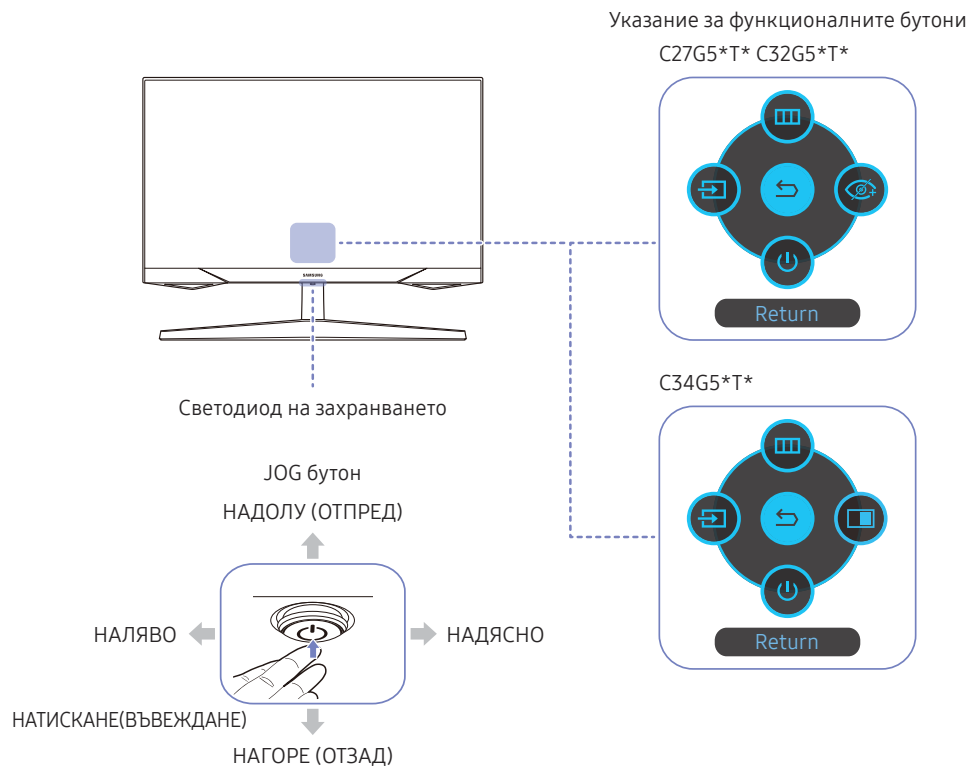 Указание за функционалните бутони
C27G5*T* C32G5*T*
SAMSUNG
Return
Светодиод на захранването
C34G5*T*
Return
JOG бутон
НАДОЛУ (ОТПРЕД)
НАЛЯВО
НАДЯСНО
НАТИСКАНЕ(ВЪВЕЖДАНЕ)
НАГОРЕ (ОТЗАД)